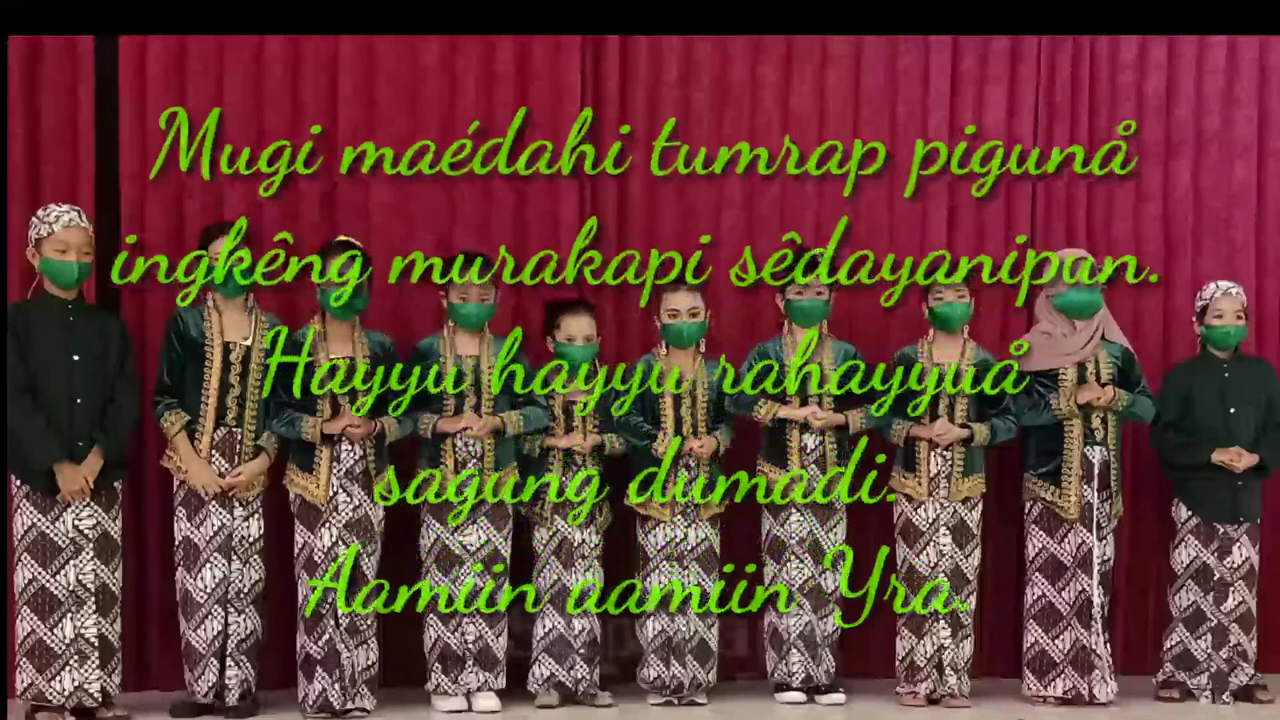 Mugi maédahi tumrap pigunå
ingkêng murakapi sêdayanipun.
Hayyu hayyu rahayyuå
sagung dumadi.
Aamiin aamiin Yra.